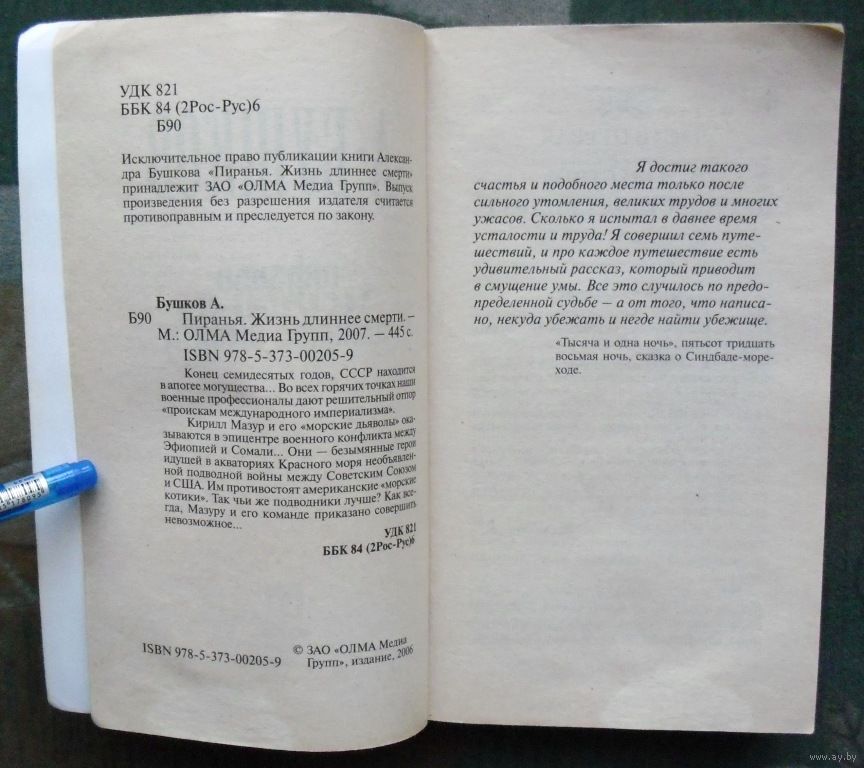 УДК 821
ББК 84 (2Рос-Рус)6
Б90
Исключительное право публикации книги Алексан-
дра Бушкова «Пиранья. Жизнь длиннее смерти»
принадлежит ЗАО «ОЛМА Медиа Групп». Выпуск
произведения без разрешения издателя считается
противоправным и преследуется по закону.
Бушков А.
Б90 Пиранья. Жизнь длиннее смерти. –
М.: ОЛМА Медиа Групп, 2007. – 445 с.
ISBN 978-5-373-00205-9
Конец семидесятых годов, СССР находится
в апогее могущества... Во всех горячих точках наши
военные профессионалы дают решительный отпор
«проискам международного империализма».
Кирилл Мазур и его «морские дьяволы» ока-
зываются в эпицентре военного конфликта между
Эфиопией и Сомали... Они — безымянные герои
идущей в акваториях Красного моря необъявлен-
ной подводной войны между Советским Союзом
и США. Им противостоят американские «морские
котики». Так чьи же подводники лучше? Как все-
гда, Мазуру и его команде приказано совершить
невозможное...
УДК 821
ББК 84 (2Рос-Рус)6
ISBN 978-5-373-00205-9
© ЗАО «ОЛМА Медиа
Групп», издание, 2006
Я достиг такого
счастья и подобного места только после
сильного утомления, великих трудов и многих
ужасов. Сколько я испытал в давнее время
усталости и труда! Я совершил семь путе-
шествий, и про каждое путешествие есть
удивительный рассказ, который приводит
в смущение умы. Все это случилось по предо-
пределенной судьбе – а от того, что написа-
но, некуда убежать и негде найти убежище.
«Тысяча и одна ночь», пятьсот тридцать
восьмая ночь, сказка о Синдбаде-море-
ходе.
www.ay.by